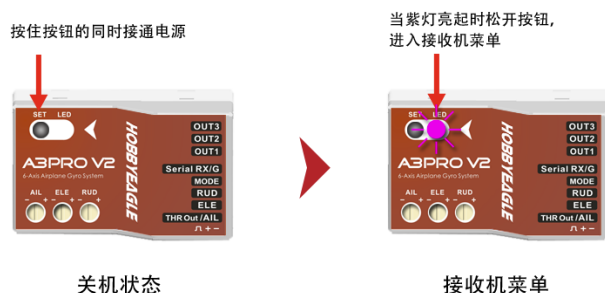 按住按钮的同时接通电源
当紫灯亮起时松开按钮，
进入接收机菜单
SET LED
A3PRO V2
6-Axis Airplane Gyro System
AIL ELE RUD
- + - + - +
HOBBYEAGLE
OUT3
OUT2
OUT1
Serial RX/G
MODE
RUD
ELE
THR Out /AIL
⎍ + -
SET LED
A3PRO V2
6-Axis Airplane Gyro System
AIL ELE RUD
- + - + - +
HOBBYEAGLE
OUT3
OUT2
OUT1
Serial RX/G
MODE
RUD
ELE
THR Out /AIL
⎍ + -
关机状态
接收机菜单